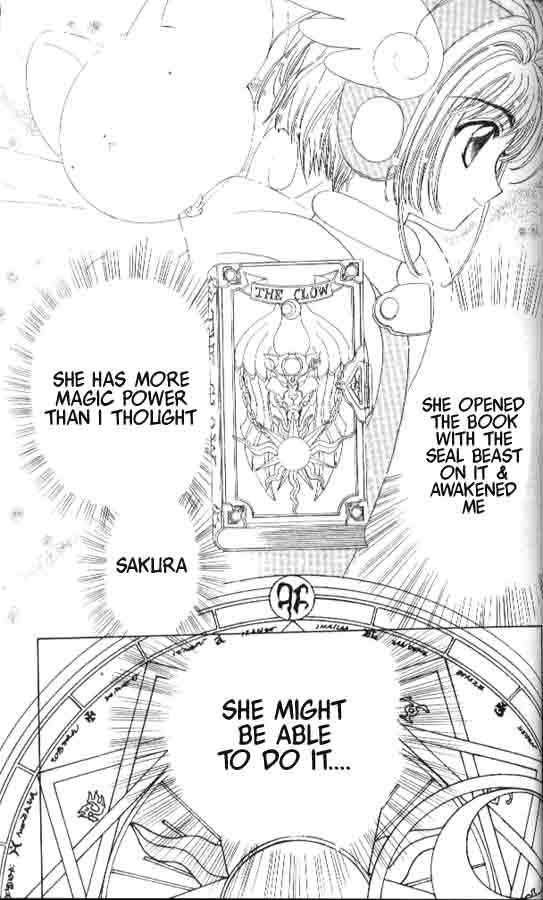 THE CLOW
SHE OPENED
THE BOOK
WITH THE
SEAL BEAST
ON IT &
AWAKENED
ME
SHE HAS MORE
MAGIC POWER
THAN I THOUGHT
SAKURA
SHE MIGHT
BE ABLE
TO DO IT....